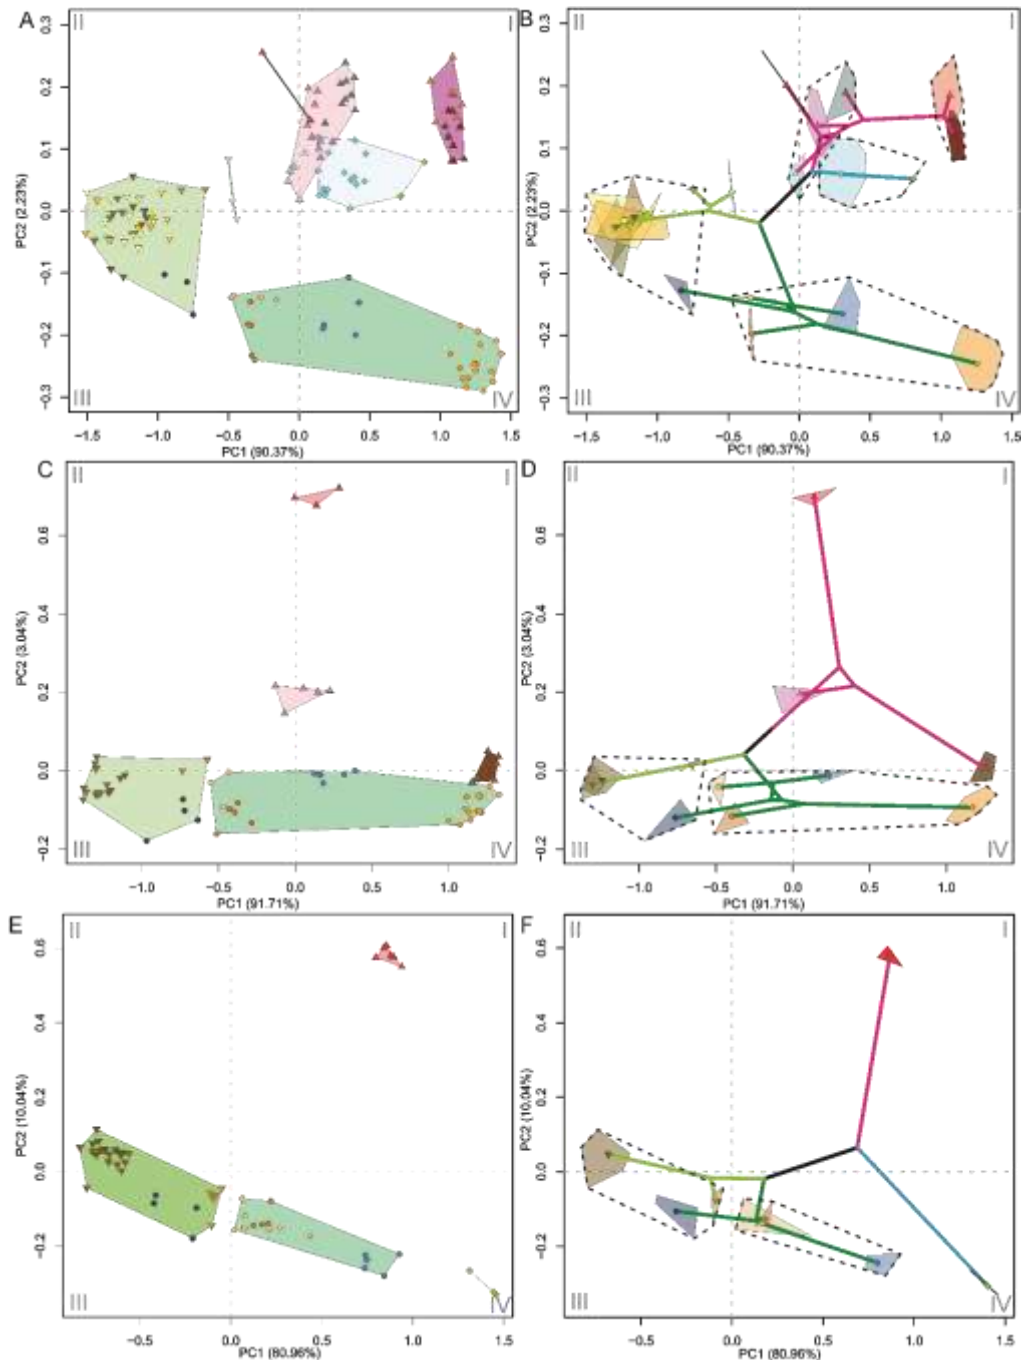 A II I
0.3
0.2
0.1
0.0
−0.1
−0.2
−0.3
PC2 (2.23%)
III IV
−1.5 −1.0 −0.5 0.0 0.5 1.0 1.5
PC1 (90.37%)
B II I
0.3
0.2
0.1
0.0
−0.1
−0.2
−0.3
PC2 (2.23%)
III IV
−1.5 −1.0 −0.5 0.0 0.5 1.0 1.5
PC1 (90.37%)
C II I
0.6
0.4
0.2
0.0
−0.2
PC2 (3.04%)
III IV
−1.0 −0.5 0.0 0.5 1.0
PC1 (91.71%)
D II I
0.6
0.4
0.2
0.0
−0.2
PC2 (3.04%)
III IV
−1.0 −0.5 0.0 0.5 1.0
PC1 (91.71%)
E II I
0.6
0.4
0.2
0.0
−0.2
PC2 (10.04%)
III IV
−0.5 0.0 0.5 1.0 1.5
PC1 (80.96%)
F II I
0.6
0.4
0.2
0.0
−0.2
PC2 (10.04%)
III IV
−0.5 0.0 0.5 1.0 1.5
PC1 (80.96%)